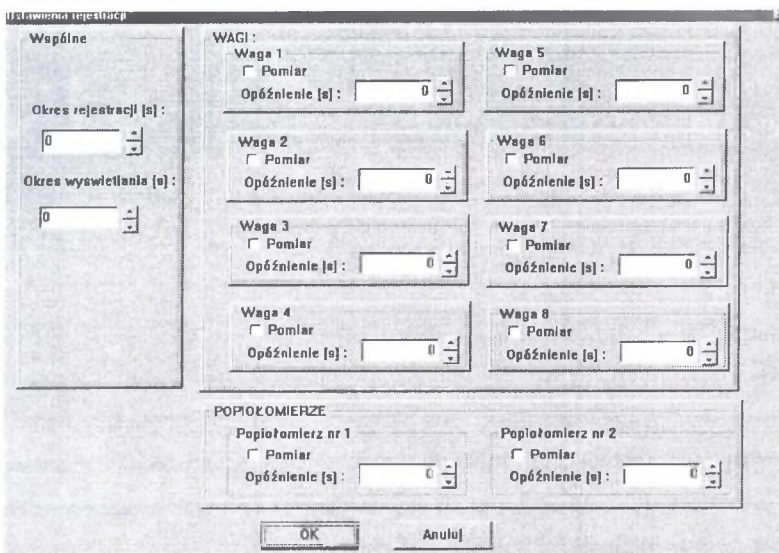 Ustawienia rejestracji
Wspólne
Okres rejestracji [s] :
0
Okres wyswietlania [s] :
0
WAGI :
Waga 1
Pomiar
Opóźnienie [s] : 0
Waga 5
Pomiar
Opóźnienie [s] : 0
Waga 2
Pomiar
Opóźnienie [s] : 0
Waga 6
Pomiar
Opóźnienie [s] : 0
Waga 3
Pomiar
Opóźnienie [s] : 0
Waga 7
Pomiar
Opóźnienie [s] : 0
Waga 4
Pomiar
Opóźnienie [s] : 0
Waga 8
Pomiar
Opóźnienie [s] : 0
POPIOŁOMIERZE
Popiołomierz nr 1
Pomiar
Opóźnienie [s] : 0
Popiołomierz nr 2
Pomiar
Opóźnienie [s] : 0
OK
Anuluj